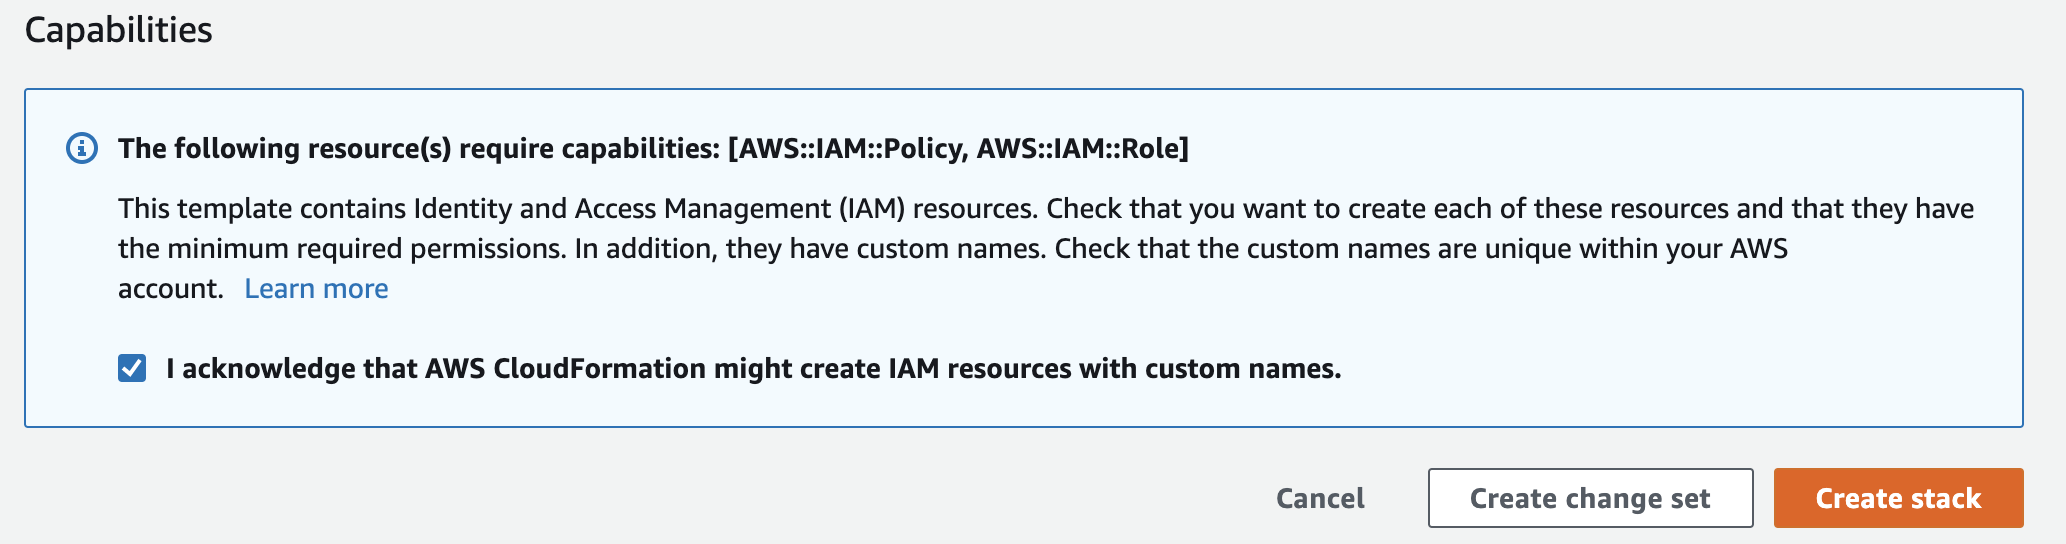 Capabilities
The following resource(s) require capabilities: [AWS::IAM::Policy, AWS::IAM::Role]
This template contains Identity and Access Management (IAM) resources. Check that you want to create each of these resources and that they have
the minimum required permissions. In addition, they have custom names. Check that the custom names are unique within your AWS
account. Learn more
I acknowledge that AWS CloudFormation might create IAM resources with custom names.
Cancel Create change set Create stack